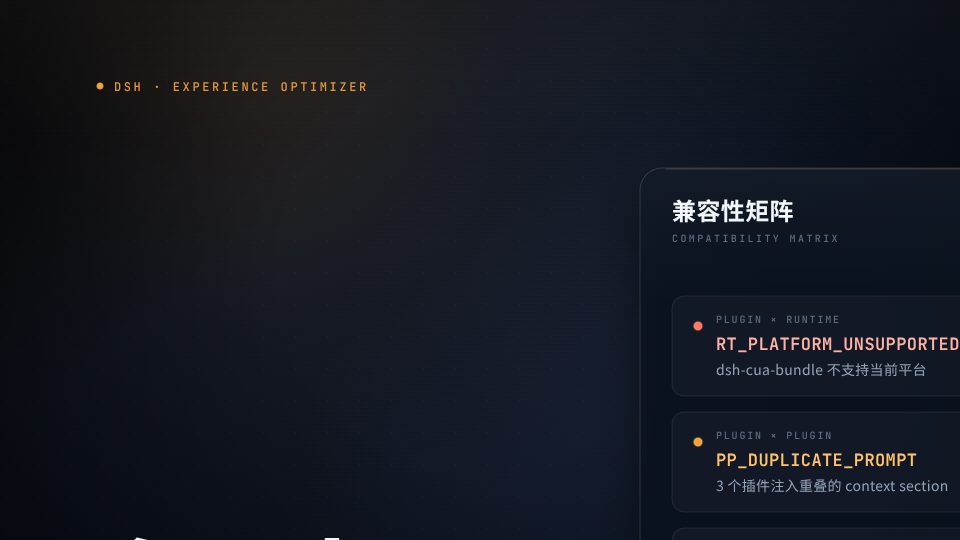 DSH · EXPERIENCE OPTIMIZER
兼容性矩阵
COMPATIBILITY MATRIX
PLUGIN × RUNTIME
RT_PLATFORM_UNSUPPORTED
dsh-cua-bundle 不支持当前平台
PLUGIN × PLUGIN
PP_DUPLICATE_PROMPT
3 个插件注入重叠的 context section